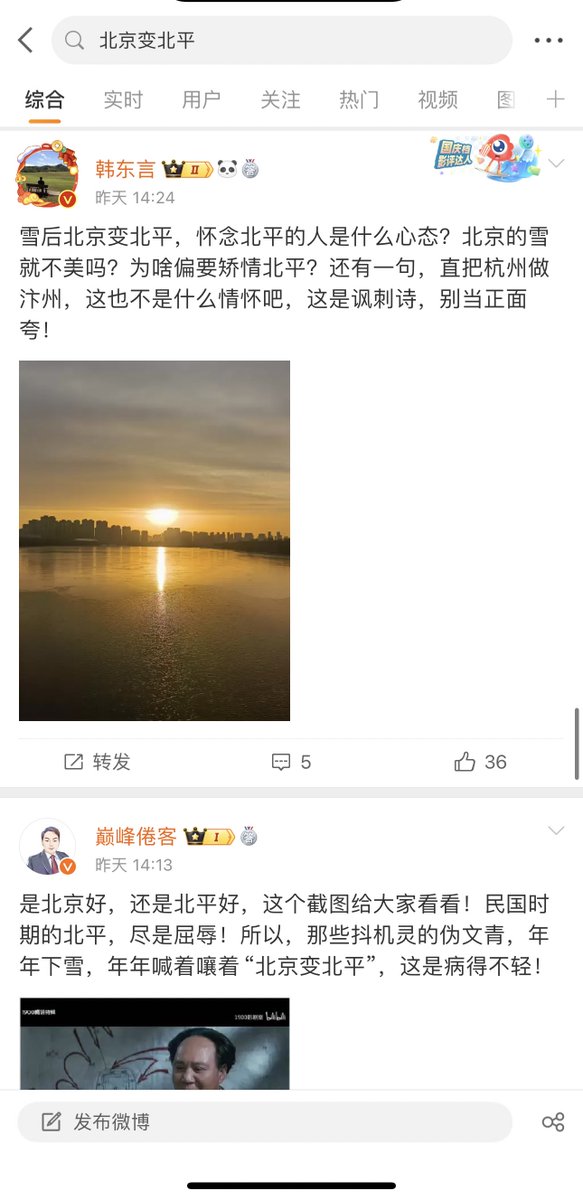 北京变北平
综合 实时 用户 关注 热门 视频 图
韩东言 II
国庆档
影评达人
昨天 14:24
雪后北京变北平，怀念北平的人是什么心态？北京的雪
就不美吗？为啥偏要矫情北平？还有一句，直把杭州做
汴州，这也不是什么情怀吧，这是讽刺诗，别当正面
夸！
转发 5 36
巅峰倦客 I
昨天 14:13
是北京好，还是北平好，这个截图给大家看看！民国时
期的北平，尽是屈辱！所以，那些抖机灵的伪文青，年
年下雪，年年喊着嚷着“北京变北平”，这是病得不轻！
bilibili
发布微博